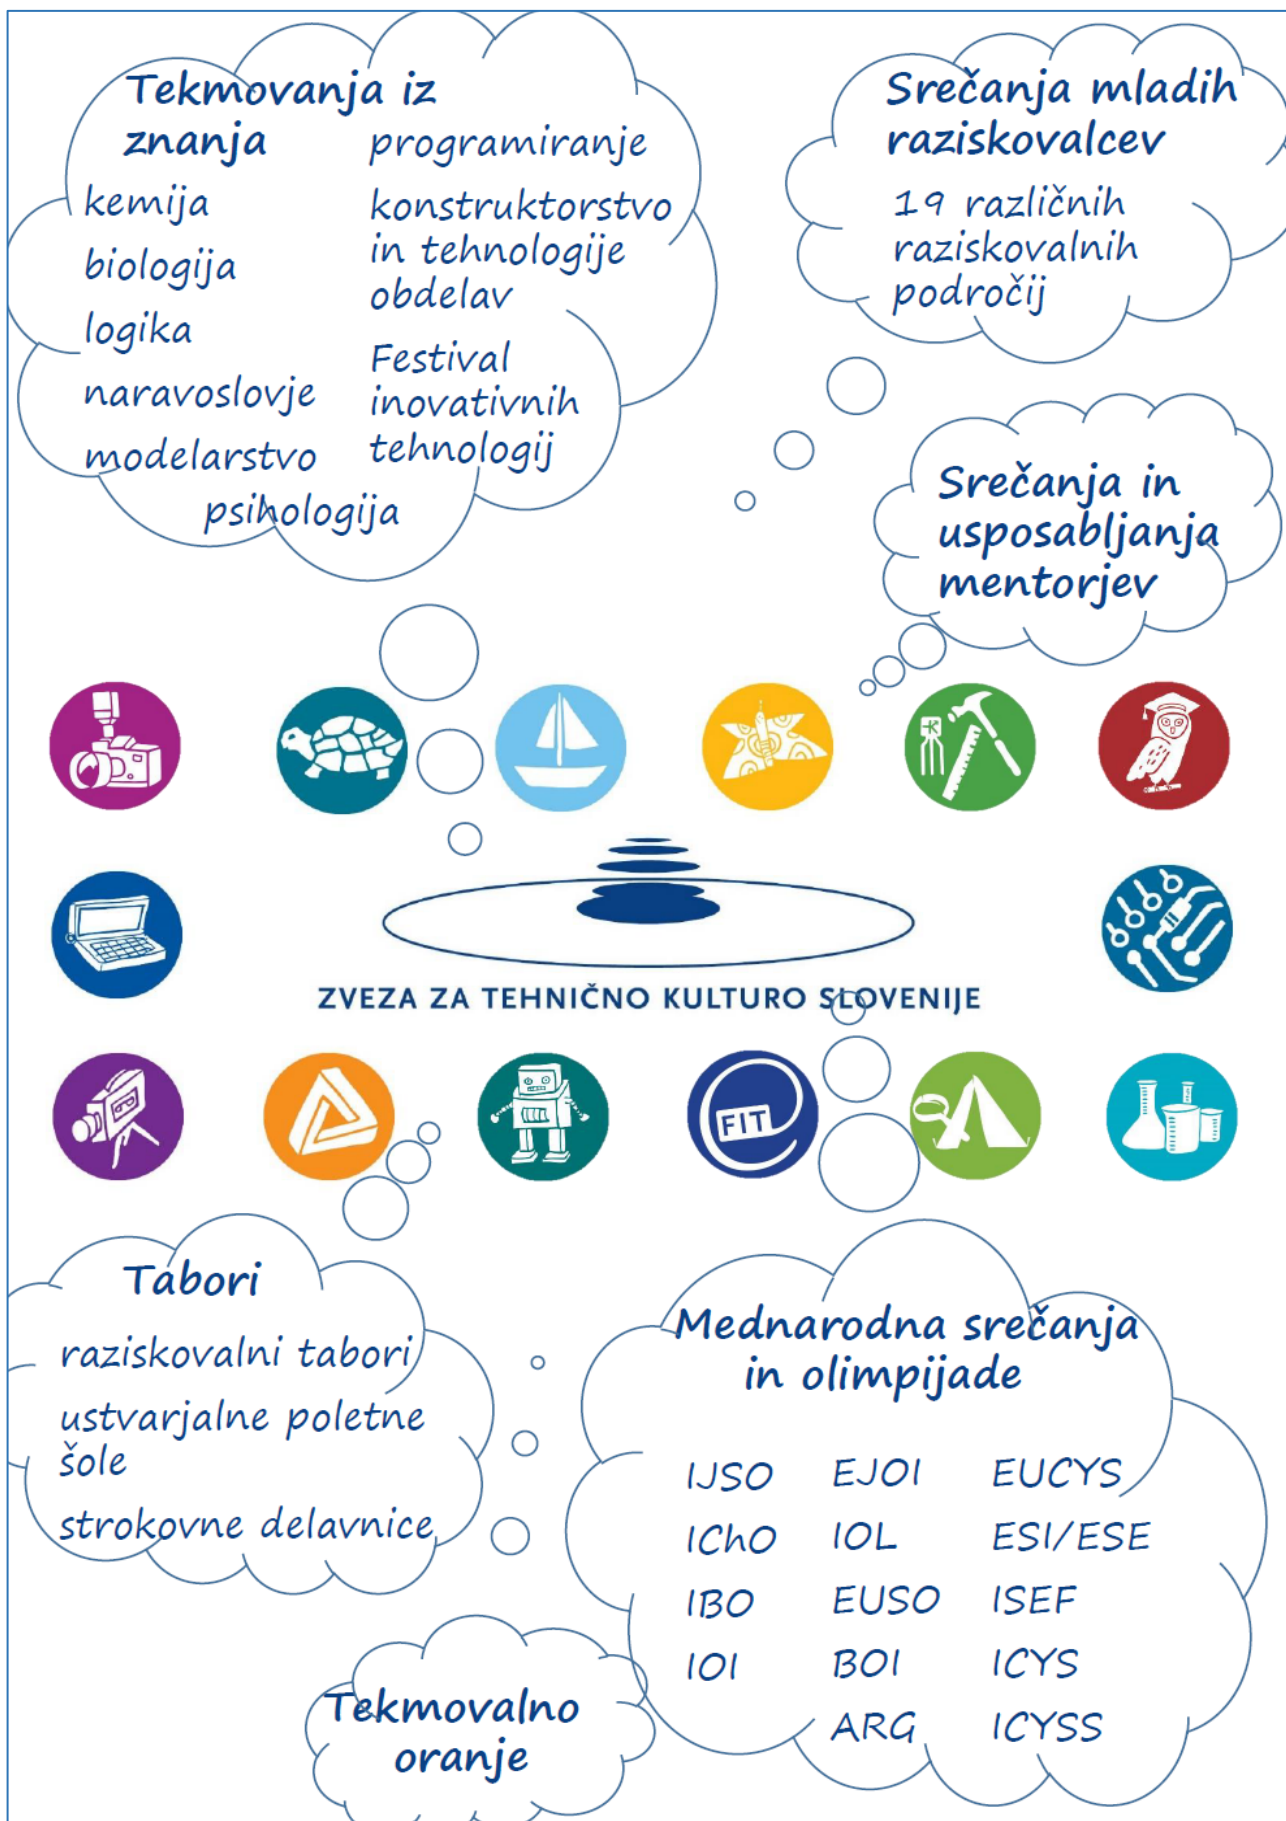 Tekmovanja iz
znanja
kemija
biologija
logika
naravoslovje
modelarstvo
psihologija
programiranje
konstruktorstvo
in tehnologije
obdelav
Festival
inovativnih
tehnologij
Srečanja mladih
raziskovalcev
19 različnih
raziskovalnih
področij
Srečanja in
usposabljanja
mentorjev
ZVEZA ZA TEHNIČNO KULTURO SLOVENIJE
FIT
Tabori
raziskovalni tabori
ustvarjalne poletne
šole
strokovne delavnice
Mednarodna srečanja
in olimpijade
IJSO EJOI EUCYS
IChO IOL ESI/ESE
IBO EUSO ISEF
IOI BOI ICYS
ARG ICYSS
Tekmovalno
oranje